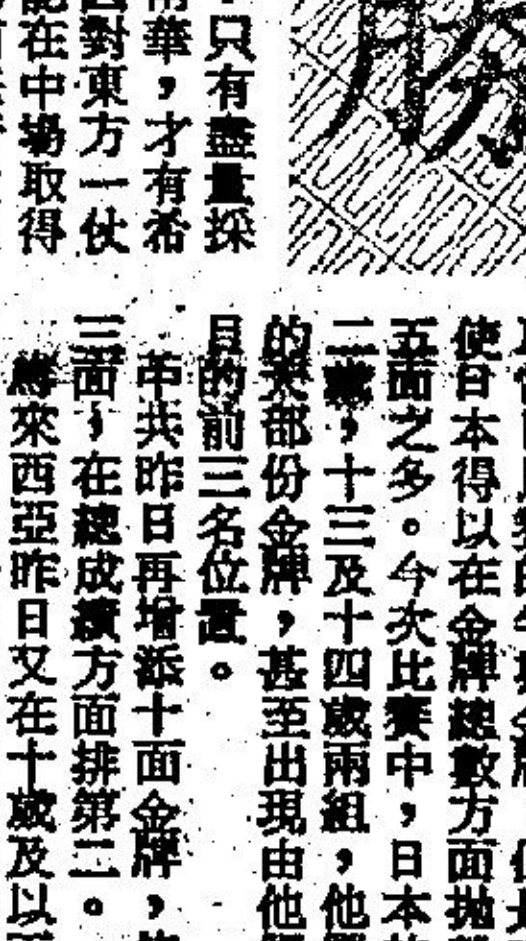 只有盡量採
華，才有希
對東方一仗
在中場取得
使日本得以在金牌總數方面拋
五面之多。今次比賽中，日本
二歲，十三及十四歲兩組，他
的大部份金牌，甚至出現由他
目的前三名位置。
中共昨日再增添十面金牌，
三面，在總成績方面排第二。
馬來西亞昨日又在十歲及以